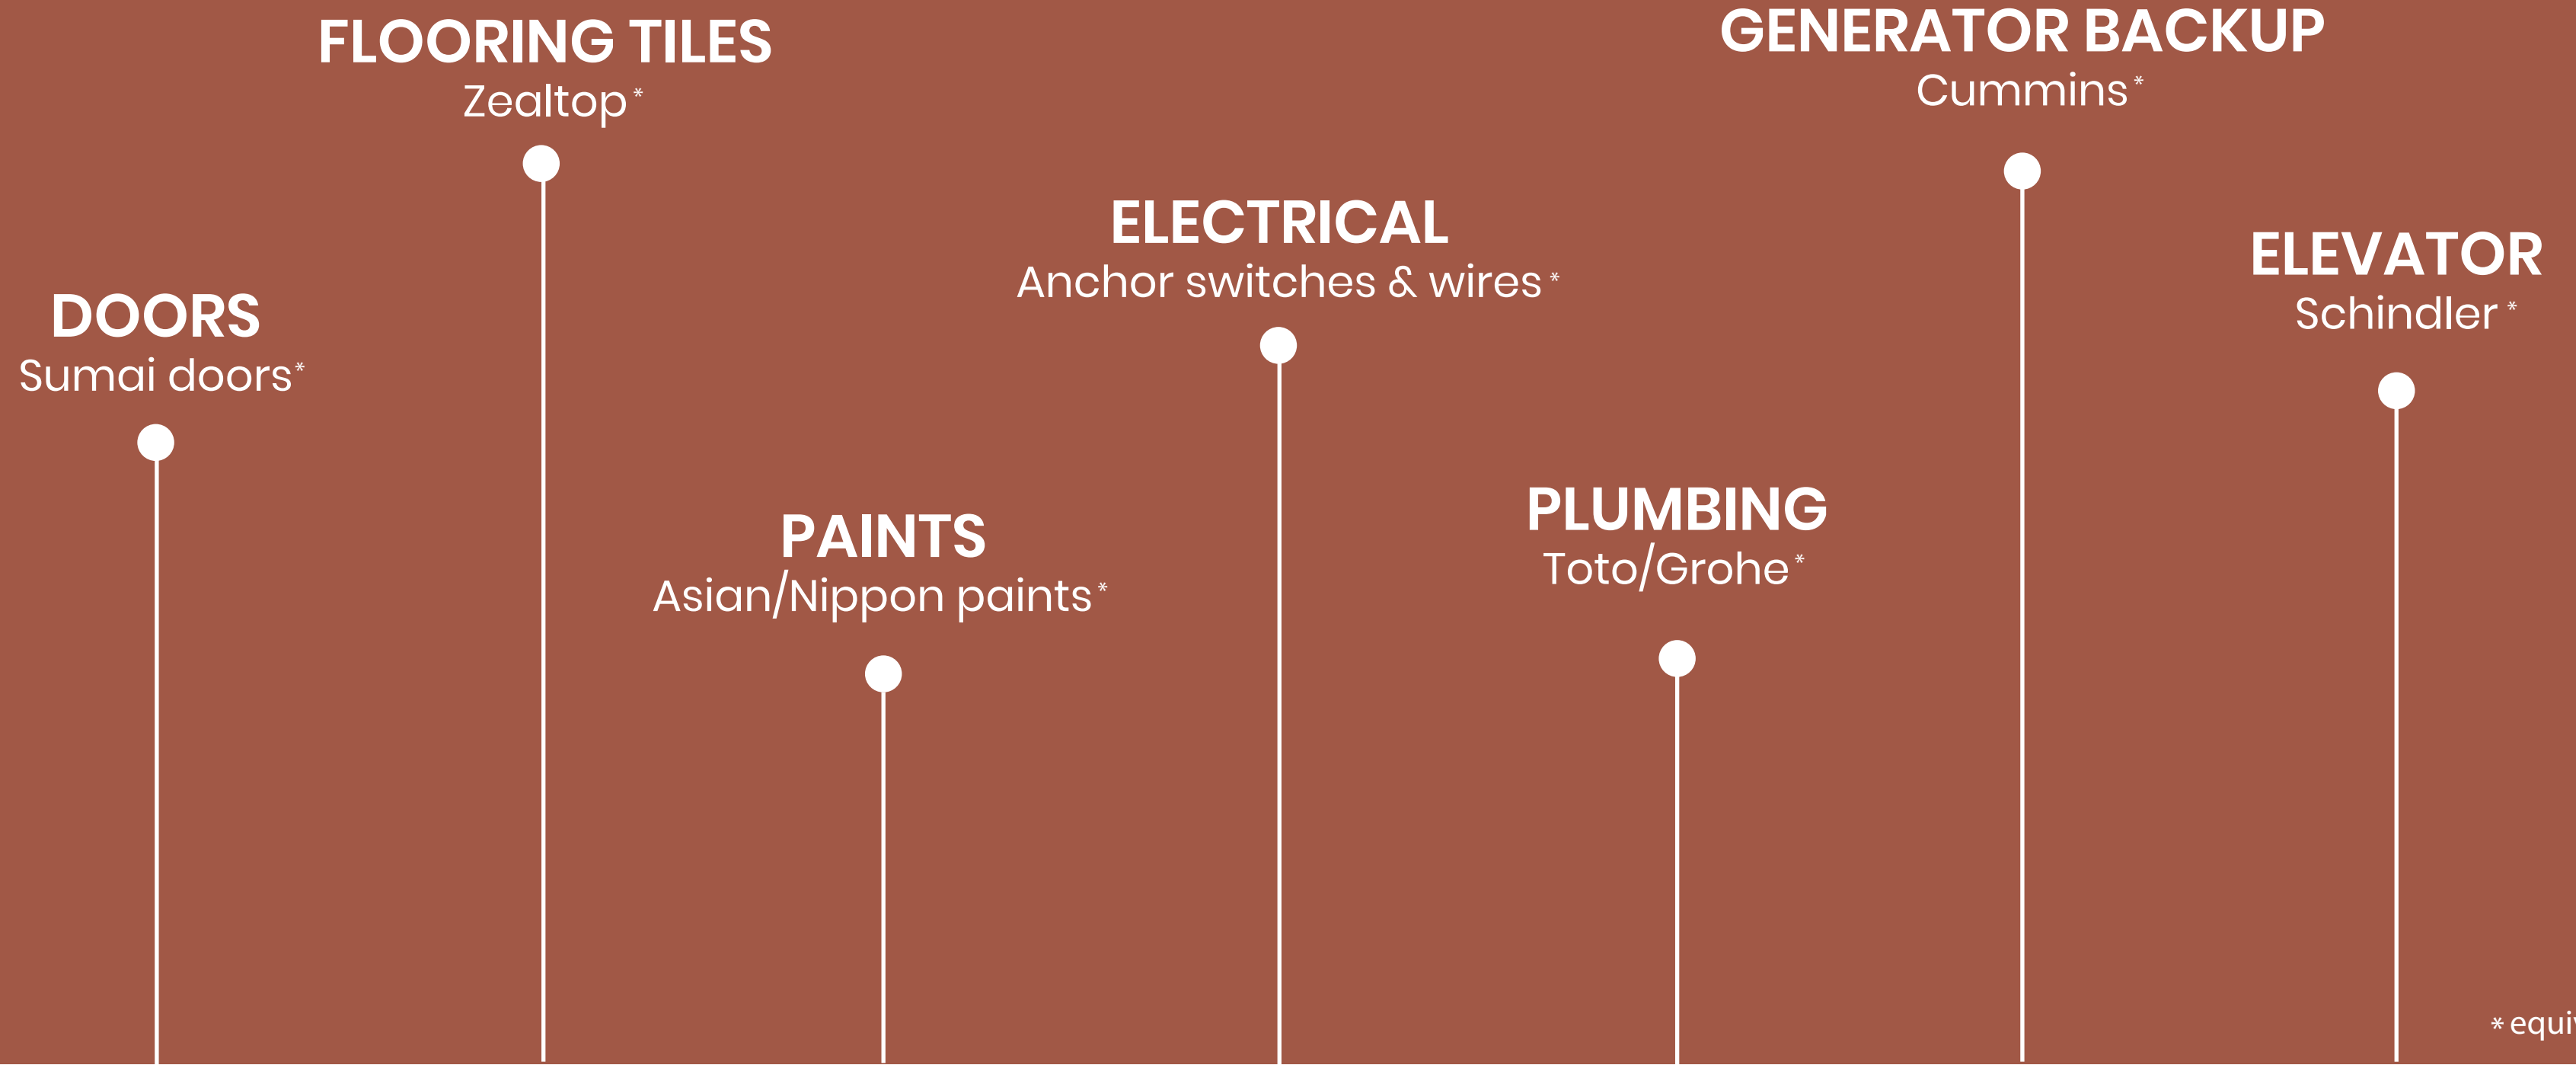 DOORS
Sumai doors*
FLOORING TILES
Zealtop*
PAINTS
Asian/Nippon paints*
ELECTRICAL
Anchor switches & wires*
PLUMBING
Toto/Grohe*
GENERATOR BACKUP
Cummins*
ELEVATOR
Schindler*
*